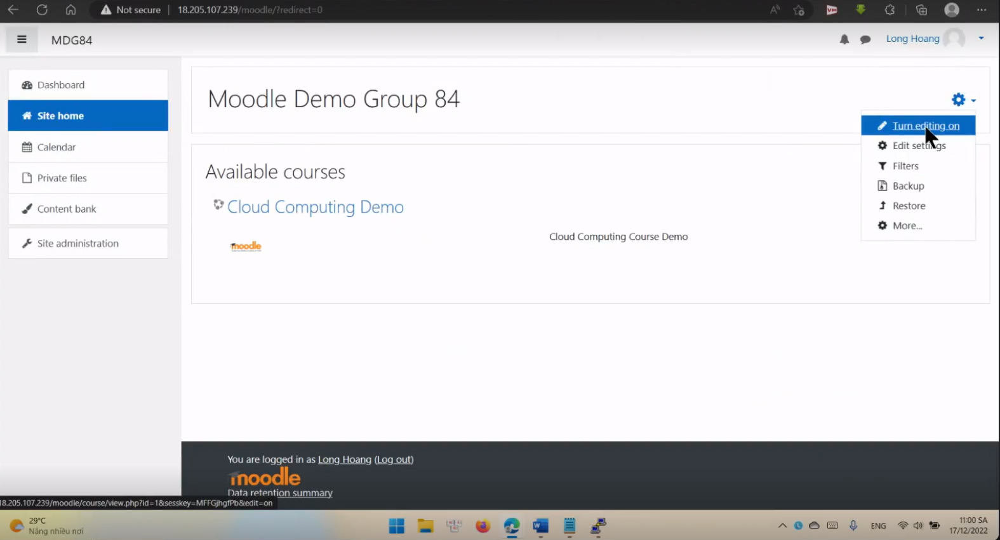 Not secure
18.205.107.239/moodle/?redirect=0
MDG84
Long Hoang
Dashboard
Site home
Calendar
Private files
Content bank
Site administration
Moodle Demo Group 84
Turn editing on
Edit settings
Filters
Backup
Restore
More...
Available courses
Cloud Computing Demo
moodle
Cloud Computing Course Demo
You are logged in as Long Hoang (Log out)
moodle
Data retention summary
18.205.107.239/moodle/course/view.php?id=1&sesskey=MFFGjhgfPb&edit=on
29°C
Nắng nhiều nơi
ENG
11:00 SA
17/12/2022